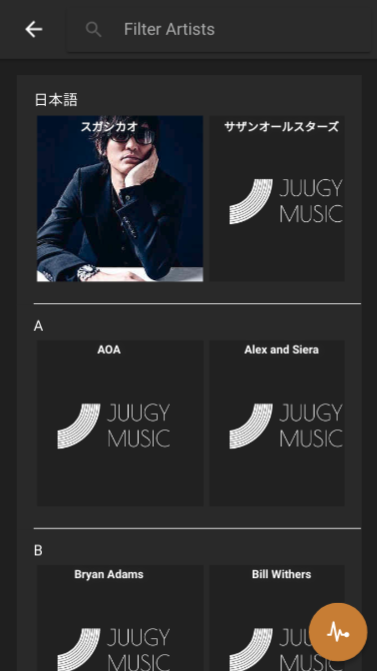 Filter Artists
日本語
スガシカオ
サザンオールスターズ
JUUGY
MUSIC
A
AOA
Alex and Siera
JUUGY
MUSIC
JUUGY
MUSIC
B
Bryan Adams
Bill Withers
JUUGY
MUSIC
JUUGY
MUSIC